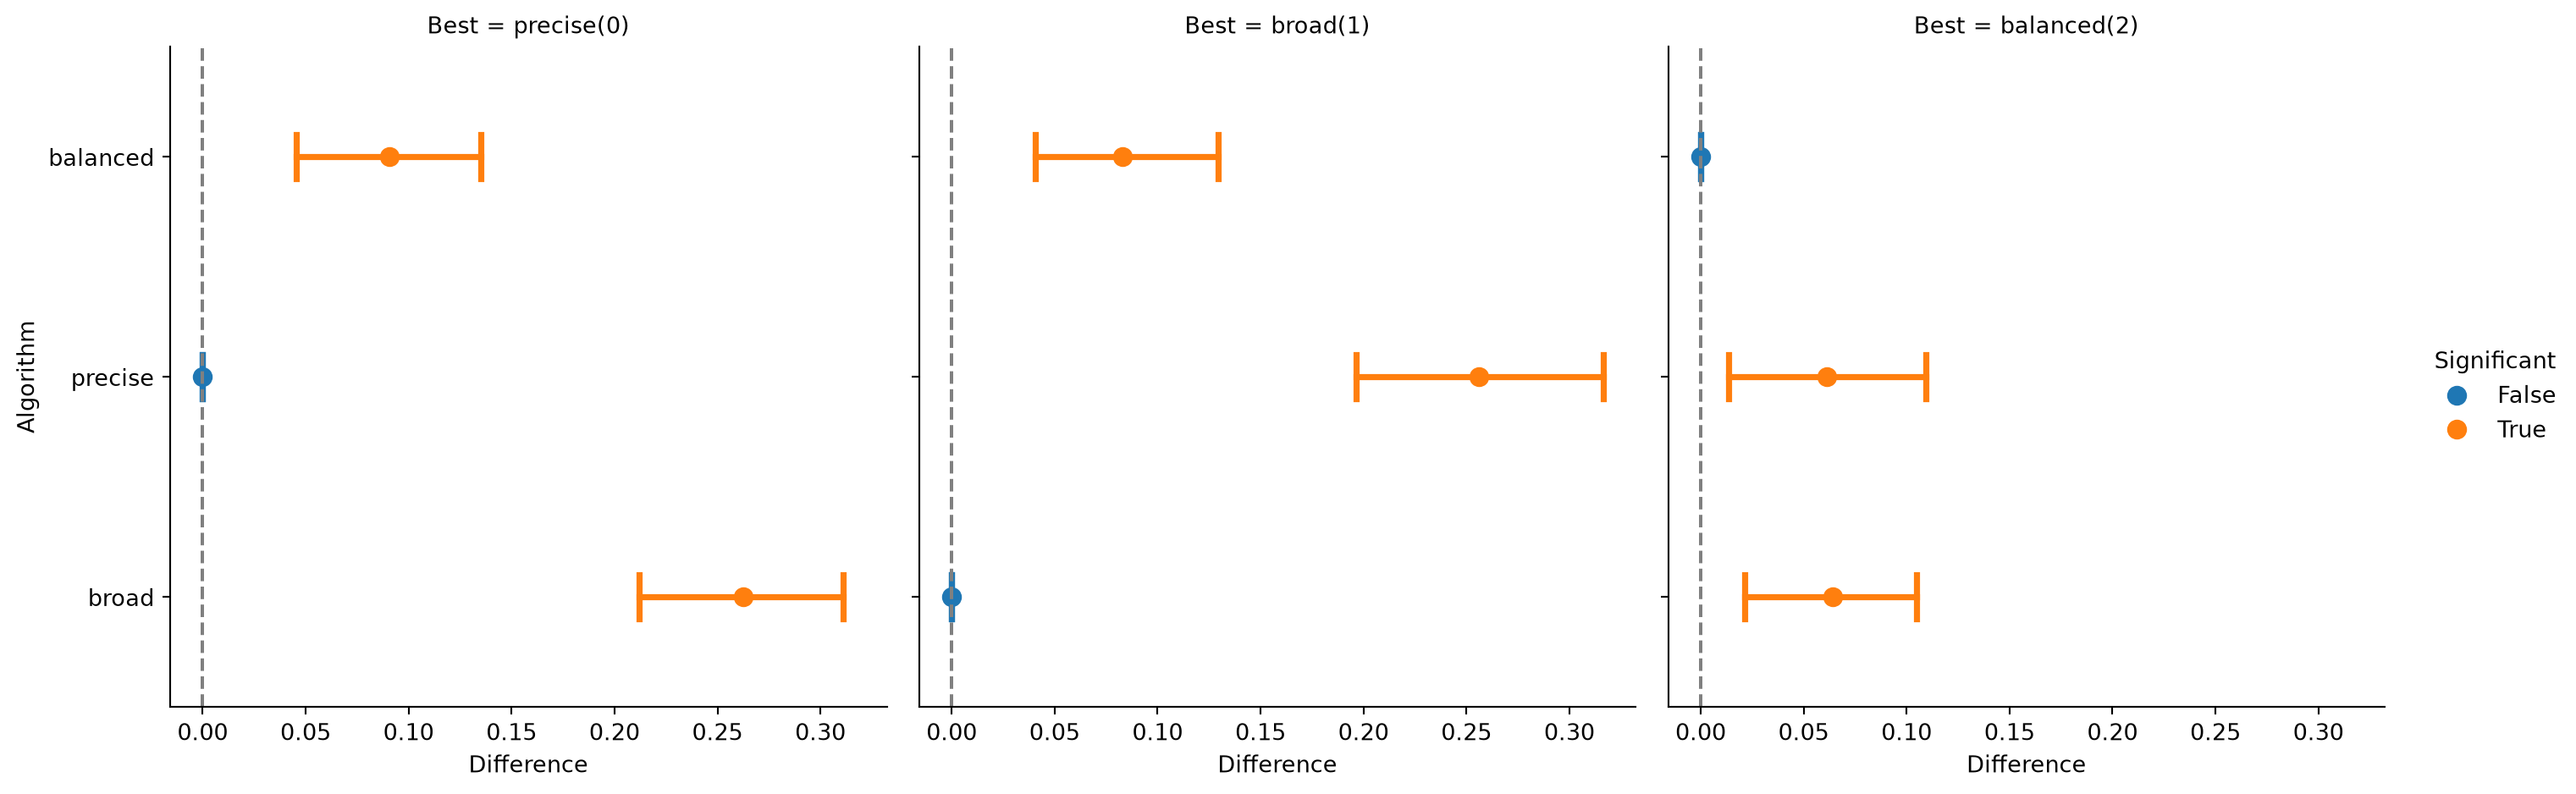 Best = precise(0)
Best = broad(1)
Best = balanced(2)
Algorithm
balanced
precise
broad
0.00 0.05 0.10 0.15 0.20 0.25 0.30
0.00 0.05 0.10 0.15 0.20 0.25 0.30
0.00 0.05 0.10 0.15 0.20 0.25 0.30
Difference
Difference
Difference
Significant
False
True